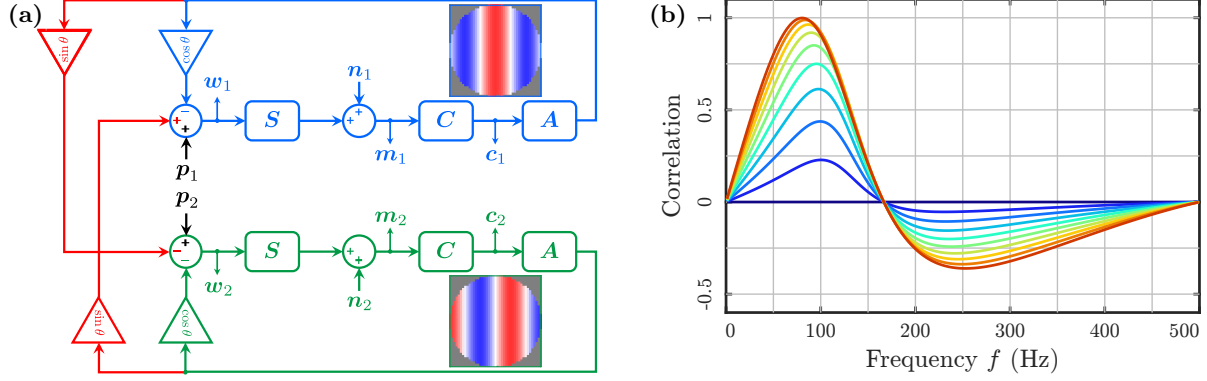 (a)
sin θ
cos θ
w₁
n₁
−
+
+
S
+
+
C
A
m₁
c₁
p₁
p₂
m₂
c₂
+
−
−
S
+
+
C
A
w₂
n₂
sin θ
cos θ
(b)
Correlation
1
0.5
0
-0.5
0
100
200
300
400
500
Frequency f (Hz)